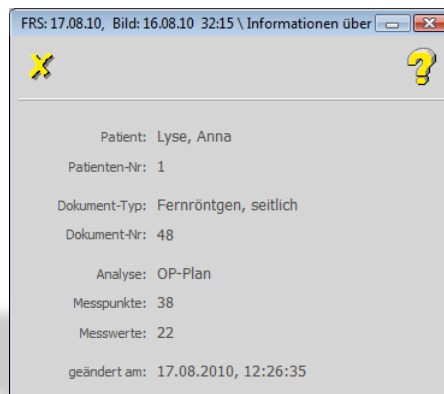 FRS: 17.08.10, Bild: 16.08.10 32:15 \ Informationen über
Patient: Lyse, Anna
Patienten-Nr: 1
Dokument-Typ: Fernröntgen, seitlich
Dokument-Nr: 48
Analyse: OP-Plan
Messpunkte: 38
Messwerte: 22
geändert am: 17.08.2010, 12:26:35